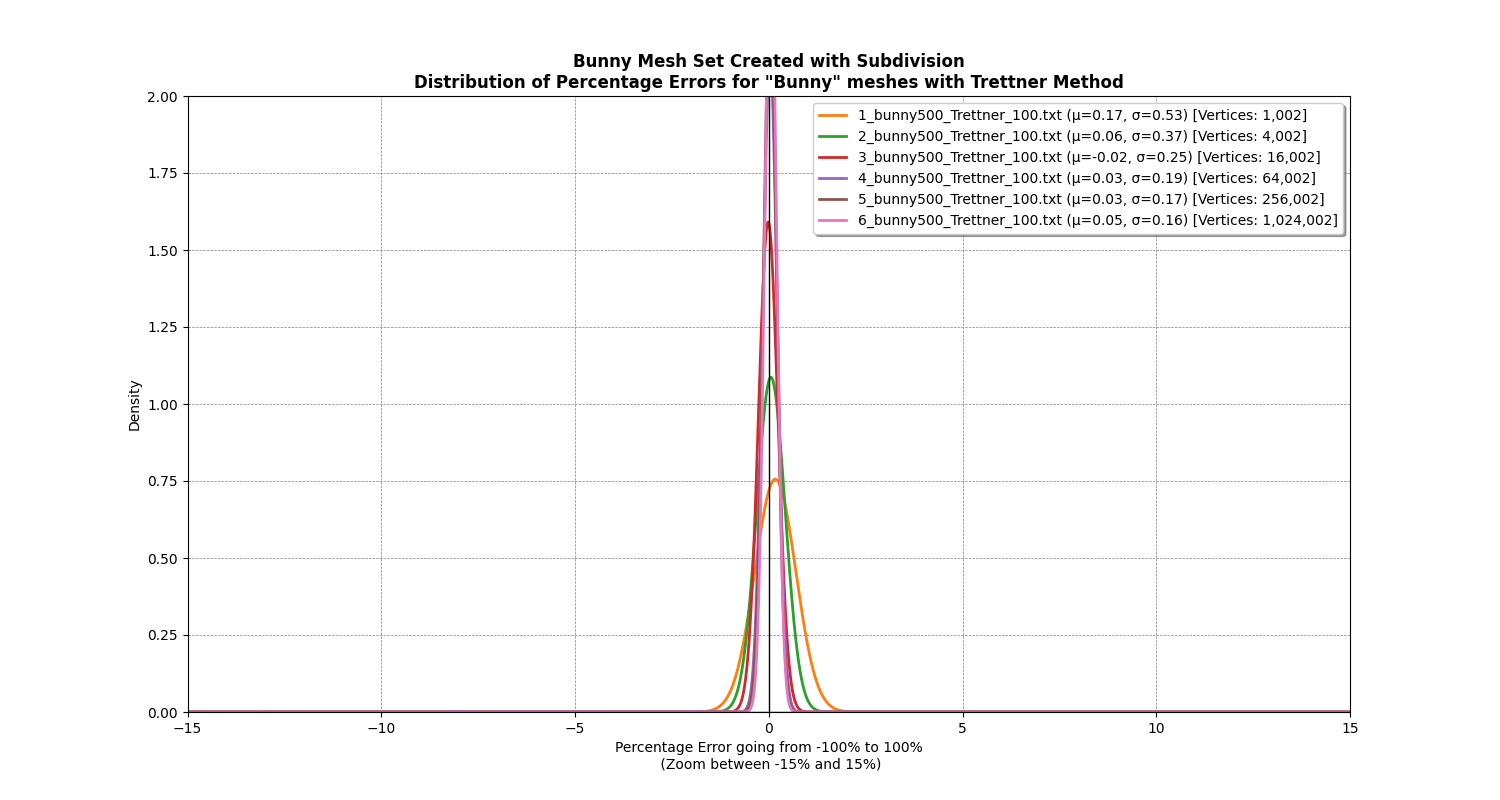 Bunny Mesh Set Created with Subdivision
Distribution of Percentage Errors for "Bunny" meshes with Trettner Method
2.00
1.75
1.50
1.25
1.00
0.75
0.50
0.25
0.00
Density
1_bunny500_Trettner_100.txt (μ=0.17, σ=0.53) [Vertices: 1,002]
2_bunny500_Trettner_100.txt (μ=0.06, σ=0.37) [Vertices: 4,002]
3_bunny500_Trettner_100.txt (μ=-0.02, σ=0.25) [Vertices: 16,002]
4_bunny500_Trettner_100.txt (μ=0.03, σ=0.19) [Vertices: 64,002]
5_bunny500_Trettner_100.txt (μ=0.03, σ=0.17) [Vertices: 256,002]
6_bunny500_Trettner_100.txt (μ=0.05, σ=0.16) [Vertices: 1,024,002]
−15 −10 −5 0 5 10 15
Percentage Error going from -100% to 100%
(Zoom between -15% and 15%)